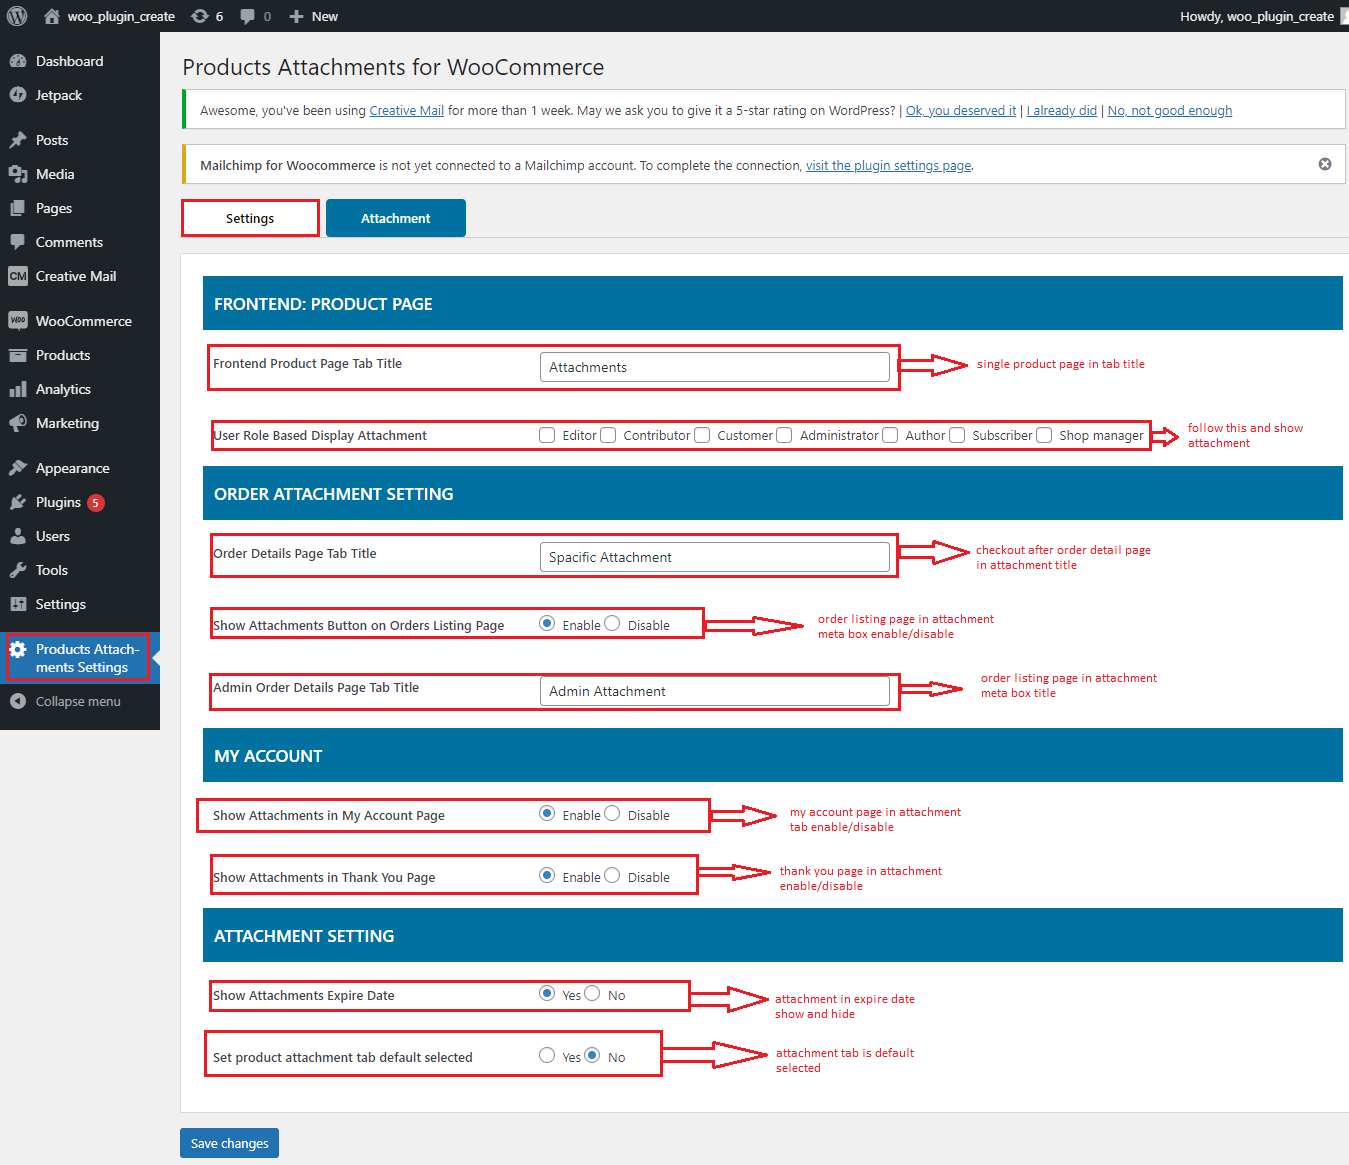 woo_plugin_create 6 0 New Howdy, woo_plugin_create
Dashboard
Jetpack
Posts
Media
Pages
Comments
CM Creative Mail
Woo WooCommerce
Products
Analytics
Marketing
Appearance
Plugins 5
Users
Tools
Settings
Products Attach-
ments Settings
Collapse menu
Products Attachments for WooCommerce
Awesome, you've been using Creative Mail for more than 1 week. May we ask you to give it a 5-star rating on WordPress? | Ok, you deserved it | I already did | No, not good enough
Mailchimp for Woocommerce is not yet connected to a Mailchimp account. To complete the connection, visit the plugin settings page.
Settings Attachment
FRONTEND: PRODUCT PAGE
Frontend Product Page Tab Title Attachments single product page in tab title
User Role Based Display Attachment Editor Contributor Customer Administrator Author Subscriber Shop manager
follow this and show
attachment
ORDER ATTACHMENT SETTING
Order Details Page Tab Title Spacific Attachment
checkout after order detail page
in attachment title
Show Attachments Button on Orders Listing Page Enable Disable
order listing page in attachment
meta box enable/disable
Admin Order Details Page Tab Title Admin Attachment
order listing page in attachment
meta box title
MY ACCOUNT
Show Attachments in My Account Page Enable Disable
my account page in attachment
tab enable/disable
Show Attachments in Thank You Page Enable Disable
thank you page in attachment
enable/disable
ATTACHMENT SETTING
Show Attachments Expire Date Yes No
attachment in expire date
show and hide
Set product attachment tab default selected Yes No
attachment tab is default
selected
Save changes